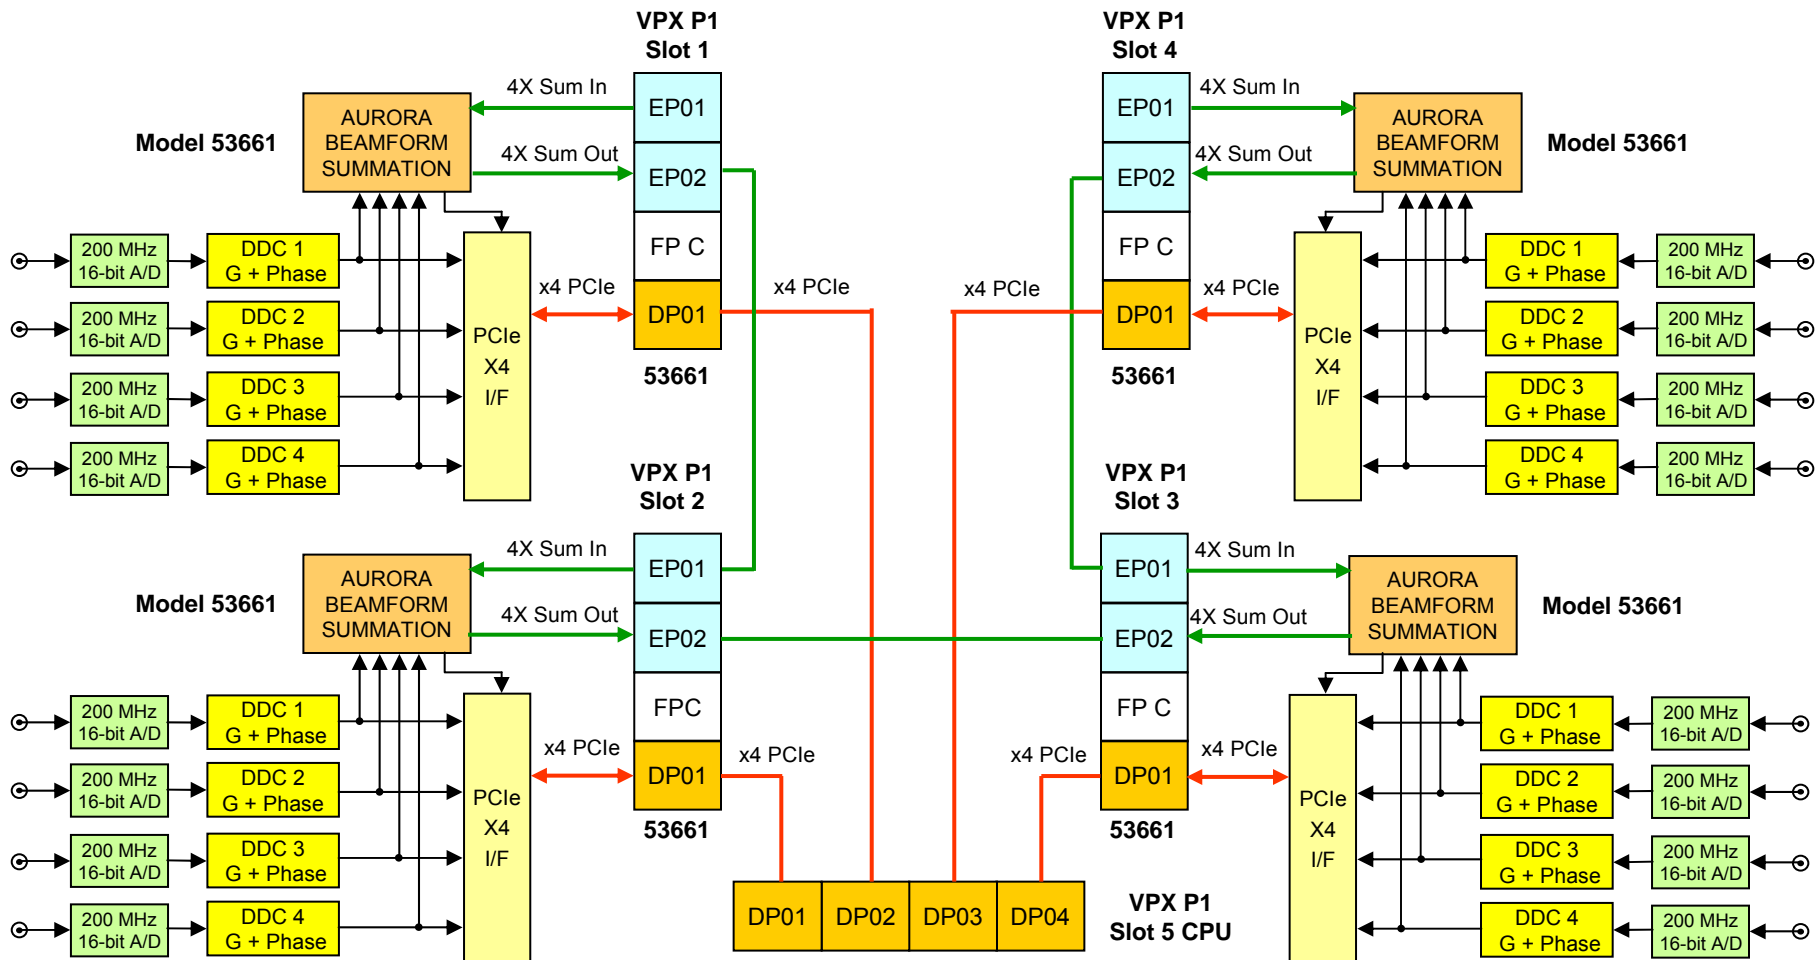 VPX P1
Slot 1
VPX P1
Slot 4
Model 53661
AURORA
BEAMFORM
SUMMATION
4X Sum In
4X Sum Out
EP01
EP02
FP C
DP01
53661
x4 PCIe
x4 PCIe
200 MHz
16-bit A/D
DDC 1
G + Phase
200 MHz
16-bit A/D
DDC 2
G + Phase
200 MHz
16-bit A/D
DDC 3
G + Phase
200 MHz
16-bit A/D
DDC 4
G + Phase
PCIe
X4
I/F
EP01
EP02
FP C
DP01
53661
4X Sum In
4X Sum Out
x4 PCIe
x4 PCIe
AURORA
BEAMFORM
SUMMATION
Model 53661
PCIe
X4
I/F
DDC 1
G + Phase
200 MHz
16-bit A/D
DDC 2
G + Phase
200 MHz
16-bit A/D
DDC 3
G + Phase
200 MHz
16-bit A/D
DDC 4
G + Phase
200 MHz
16-bit A/D
VPX P1
Slot 2
VPX P1
Slot 3
Model 53661
AURORA
BEAMFORM
SUMMATION
4X Sum In
4X Sum Out
EP01
EP02
FPC
DP01
53661
x4 PCIe
x4 PCIe
200 MHz
16-bit A/D
DDC 1
G + Phase
200 MHz
16-bit A/D
DDC 2
G + Phase
200 MHz
16-bit A/D
DDC 3
G + Phase
200 MHz
16-bit A/D
DDC 4
G + Phase
PCIe
X4
I/F
EP01
EP02
FP C
DP01
53661
4X Sum In
4X Sum Out
x4 PCIe
x4 PCIe
AURORA
BEAMFORM
SUMMATION
Model 53661
PCIe
X4
I/F
DDC 1
G + Phase
200 MHz
16-bit A/D
DDC 2
G + Phase
200 MHz
16-bit A/D
DDC 3
G + Phase
200 MHz
16-bit A/D
DDC 4
G + Phase
200 MHz
16-bit A/D
DP01
DP02
DP03
DP04
VPX P1
Slot 5 CPU